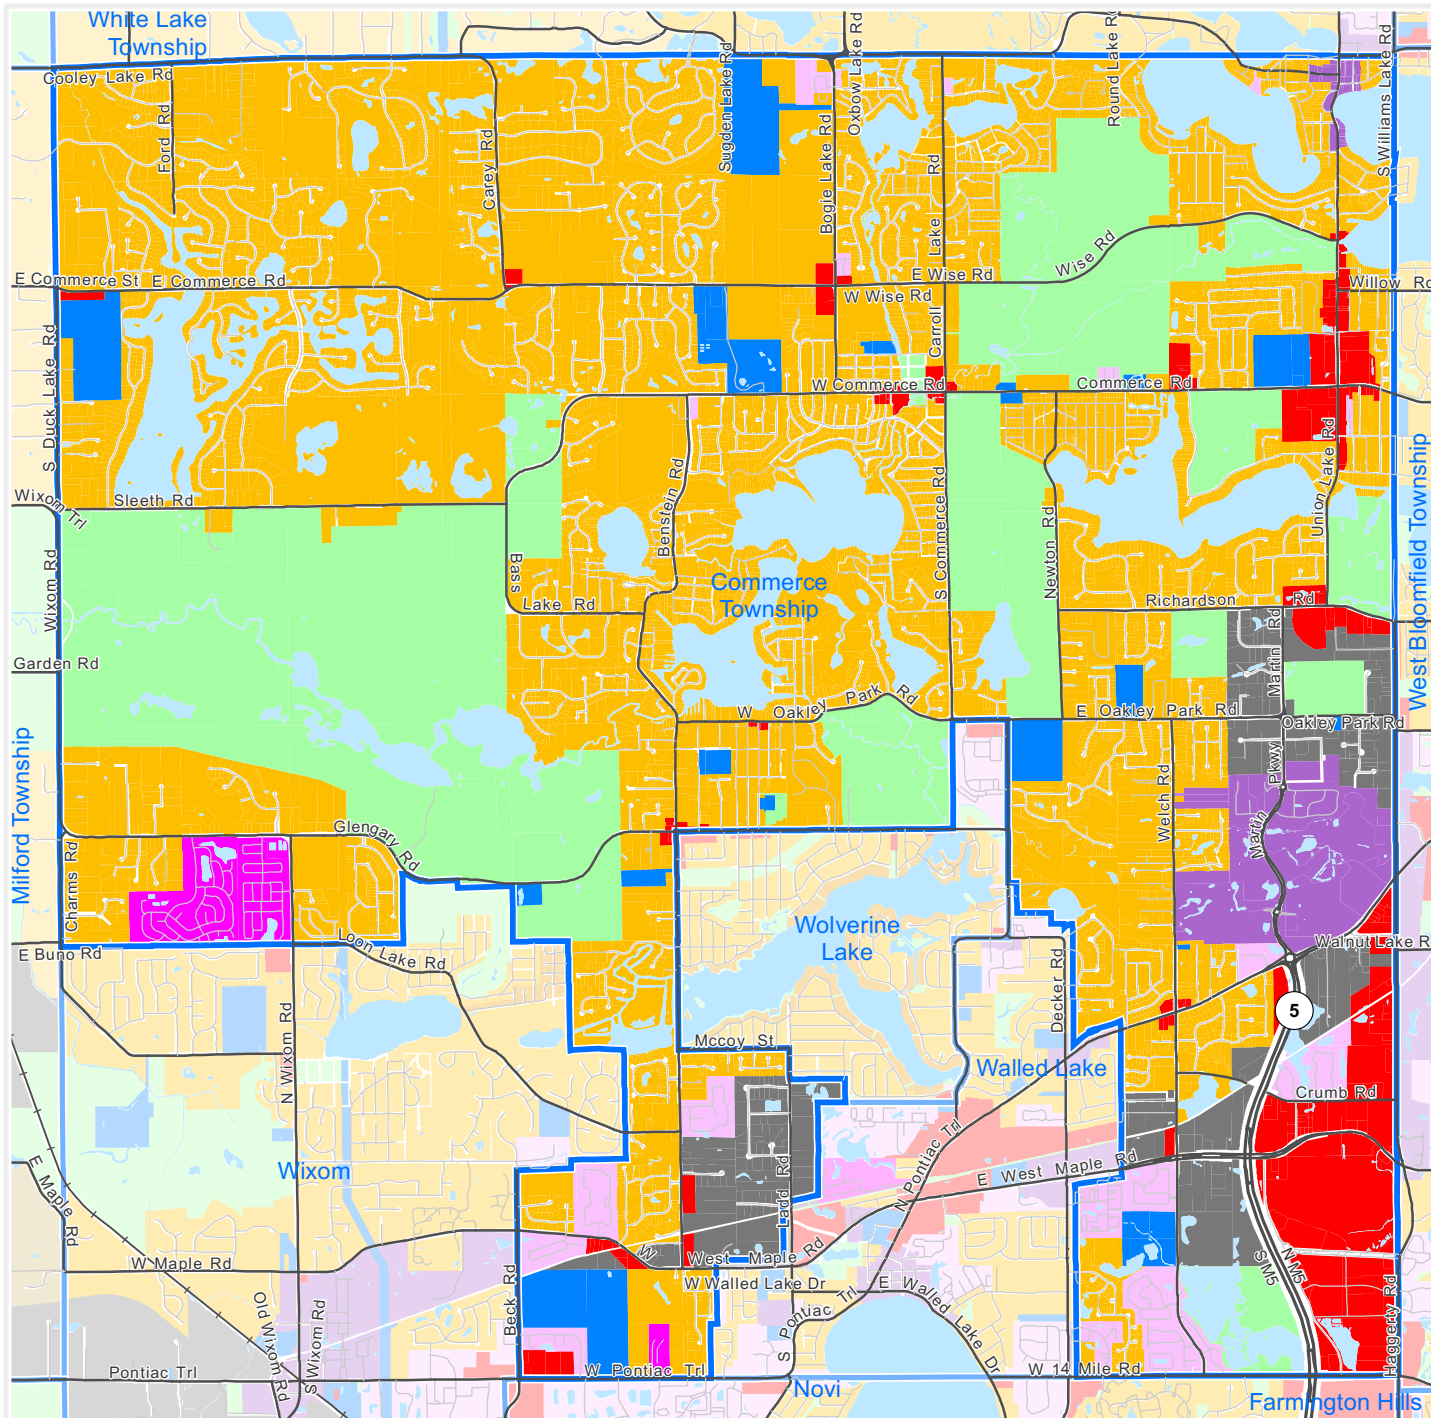 White Lake
Township
Cooley Lake Rd
Ford Rd
Carey Rd
Sugden Lake Rd
Bogie Lake Rd
Oxbow Lake Rd
Carroll Lake Rd
Round Lake Rd
S Williams Lake Rd
E Commerce St
E Commerce Rd
E Wise Rd
W Wise Rd
Wise Rd
Willow Rd
S Duck Lake Rd
W Commerce Rd
Commerce Rd
Wixom Trl
Sleeth Rd
Benstein Rd
S Commerce Rd
Newton Rd
Union Lake Rd
West Bloomfield Township
Wixom Rd
Bass
Lake Rd
Commerce
Township
Richardson Rd
Martin Rd
Garden Rd
W Oakley Park Rd
E Oakley Park Rd
Oakley Park Rd
Milford Township
Glengary Rd
Welch Rd
Martin Pkwy
Charms Rd
Wolverine
Lake
E Buno Rd
Loon Lake Rd
Walnut Lake R
N Wixom Rd
Decker Rd
5
Mccoy St
Walled Lake
Crumb Rd
Wixom
E Maple Rd
Ladd Rd
N Pontiac Trl
E West Maple Rd
W Maple Rd
W West Maple Rd
W Walled Lake Dr
E Walled Lake Dr
S M5
N M5
Haggerty Rd
Old Wixom Rd
S Wixom Rd
Beck Rd
S Pontiac Trl
Pontiac Trl
W Pontiac Trl
W 14 Mile Rd
Novi
Farmington Hills